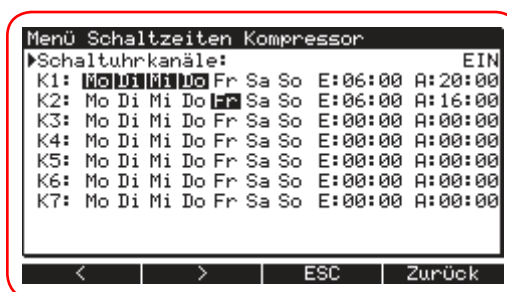 Menü Schaltzeiten Kompressor
▶Schaltuhrkanäle: EIN
K1: Mo Di Mi Do Fr Sa So E:06:00 A:20:00
K2: Mo Di Mi Do Fr Sa So E:06:00 A:16:00
K3: Mo Di Mi Do Fr Sa So E:00:00 A:00:00
K4: Mo Di Mi Do Fr Sa So E:00:00 A:00:00
K5: Mo Di Mi Do Fr Sa So E:00:00 A:00:00
K6: Mo Di Mi Do Fr Sa So E:00:00 A:00:00
K7: Mo Di Mi Do Fr Sa So E:00:00 A:00:00
< > ESC Zurück